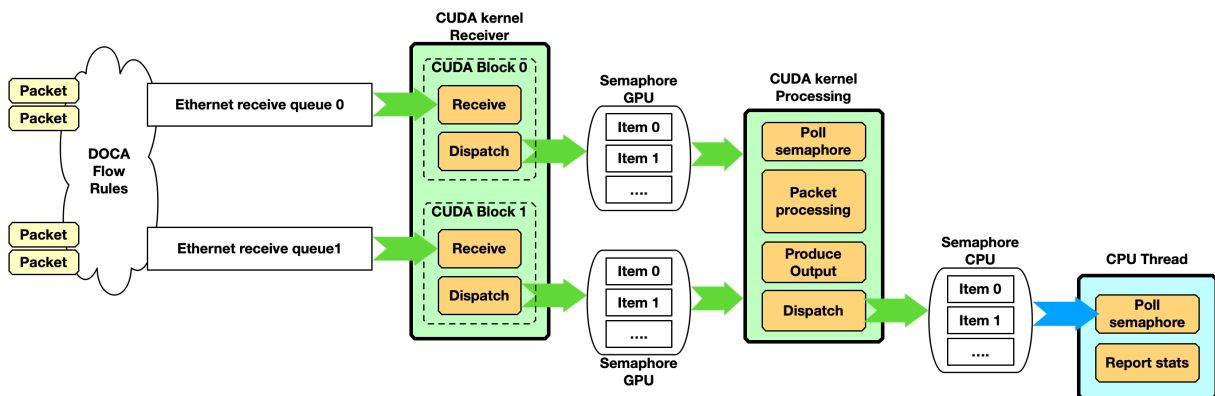 Packet
Packet
Packet
Packet
DOCA
Flow
Rules
Ethernet receive queue 0
Ethernet receive queue1
CUDA kernel
Receiver
CUDA Block 0
Receive
Dispatch
CUDA Block 1
Receive
Dispatch
Semaphore
GPU
Item 0
Item 1
....
Item 0
Item 1
....
Semaphore
GPU
CUDA kernel
Processing
Poll
semaphore
Packet
processing
Produce
Output
Dispatch
Semaphore
CPU
Item 0
Item 1
....
CPU Thread
Poll
semaphore
Report stats